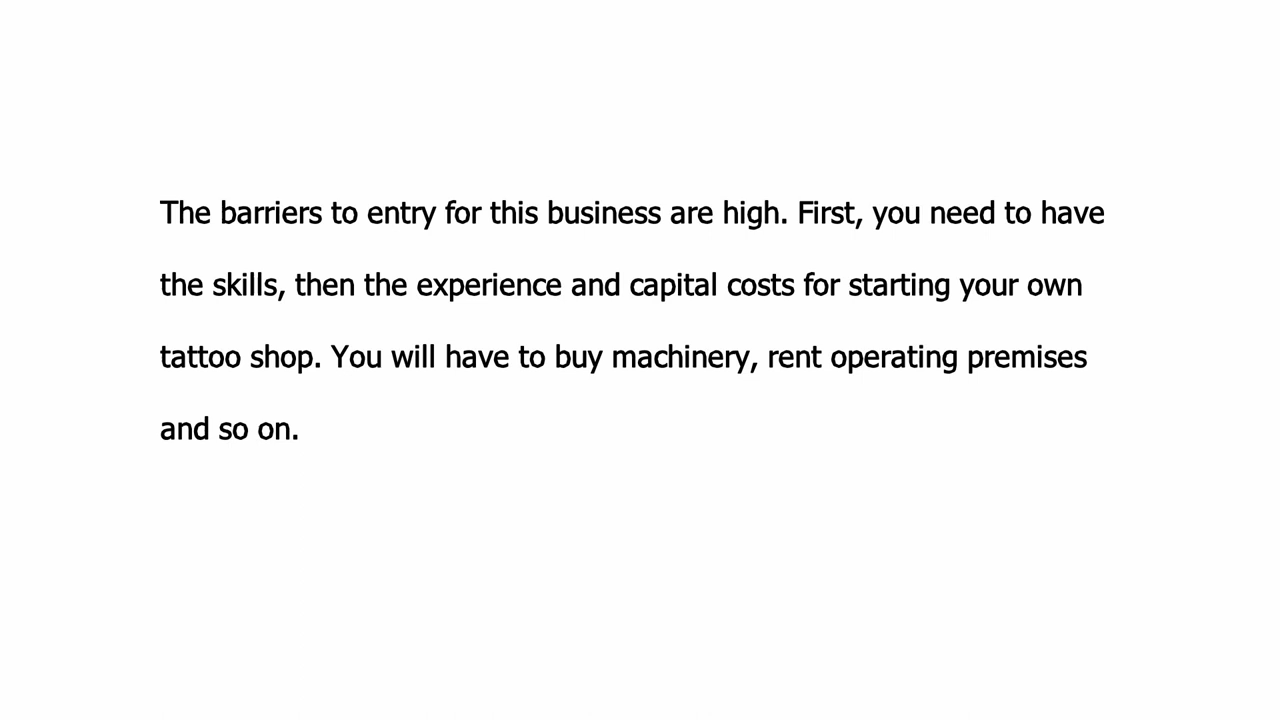 The barriers to entry for this business are high. First, you need to have
the skills, then the experience and capital costs for starting your own
tattoo shop. You will have to buy machinery, rent operating premises
and so on.